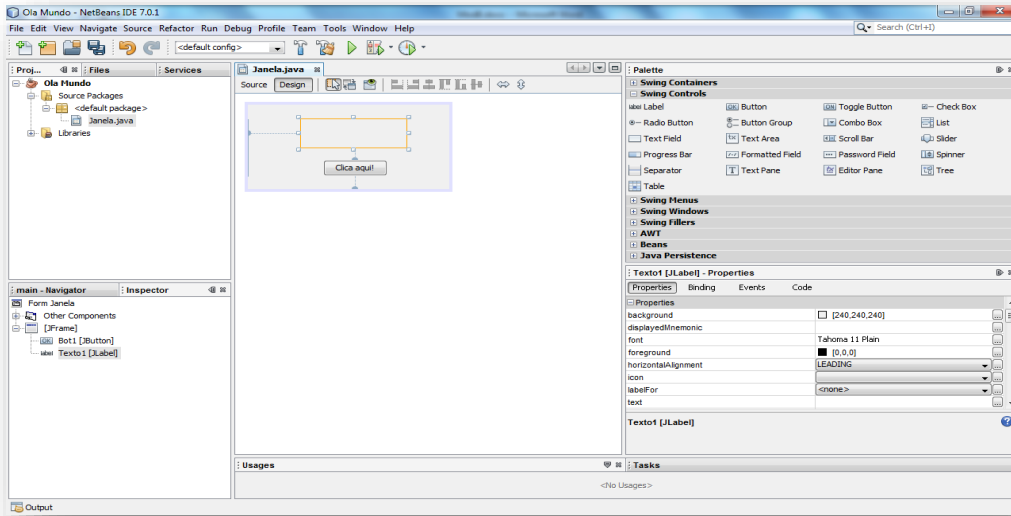 Ola Mundo - NetBeans IDE 7.0.1
File Edit View Navigate Source Refactor Run Debug Profile Team Tools Window Help
Search (Ctrl+I)
<default config>
Proj... Files Services
Ola Mundo
Source Packages
<default package>
Janela.java
Libraries
main - Navigator Inspector
Form Janela
Other Components
[JFrame]
OK Bot1 [JButton]
label Texto1 [JLabel]
Janela.java
Source Design
Clica aqui!
Usages
<No Usages>
Palette
Swing Containers
Swing Controls
label Label OK Button ON Toggle Button Check Box
Radio Button Button Group Combo Box List
Text Field Text Area Scroll Bar Slider
Progress Bar Formatted Field Password Field Spinner
Separator Text Pane Editor Pane Tree
Table
Swing Menus
Swing Windows
Swing Fillers
AWT
Beans
Java Persistence
Texto1 [JLabel] - Properties
Properties Binding Events Code
Properties
background [240,240,240] ...
displayedMnemonic ...
font Tahoma 11 Plain ...
foreground [0,0,0] ...
horizontalAlignment LEADING ...
icon ...
labelFor <none> ...
text ...
Texto1 [JLabel]
Tasks
Output